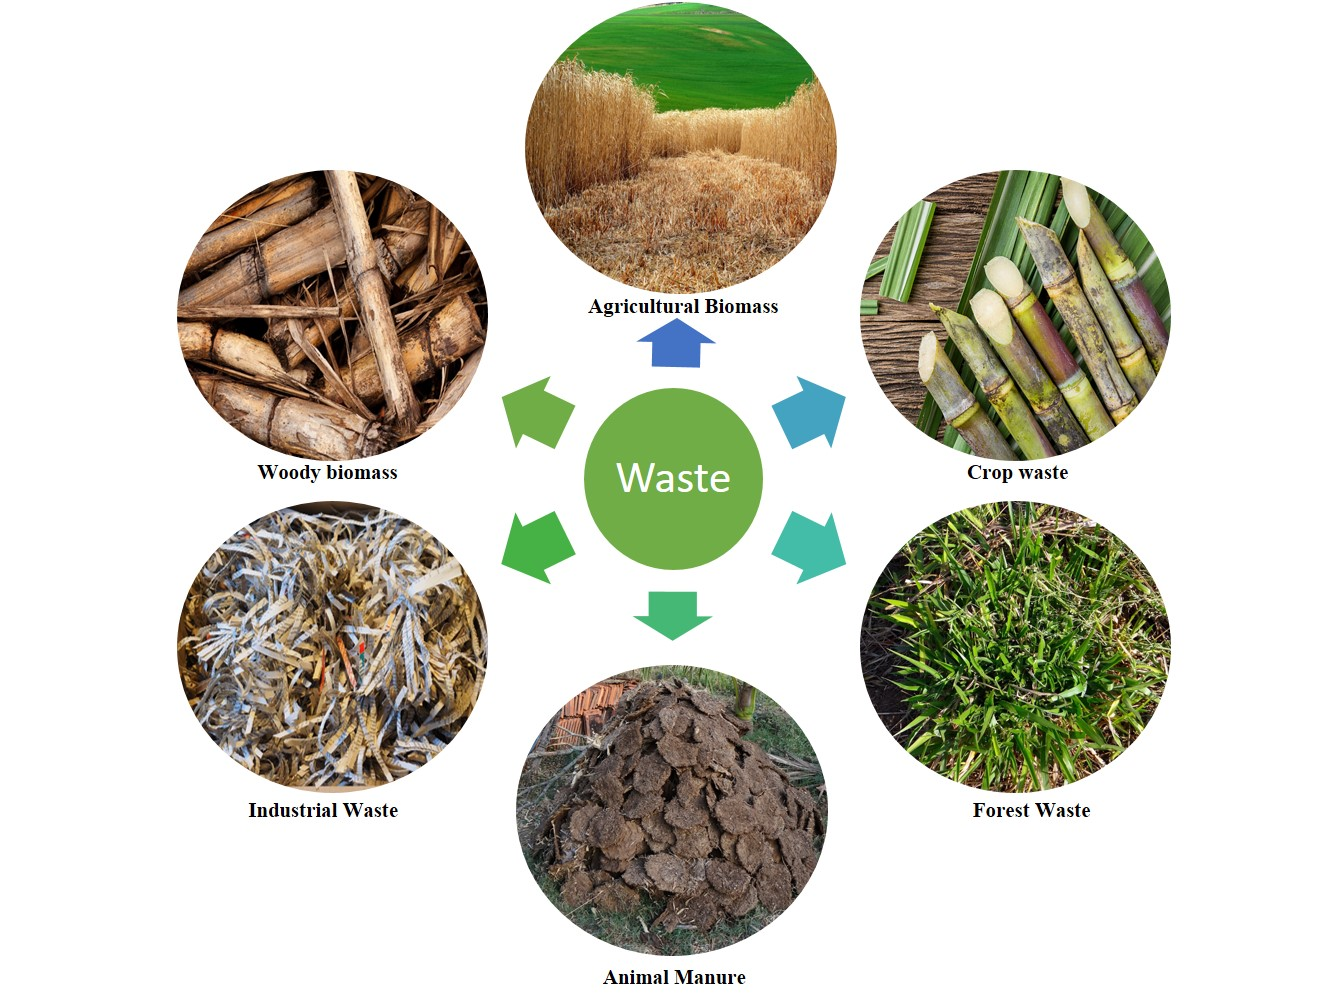 Agricultural Biomass
Woody biomass
Crop waste
Waste
Industrial Waste
Forest Waste
Animal Manure